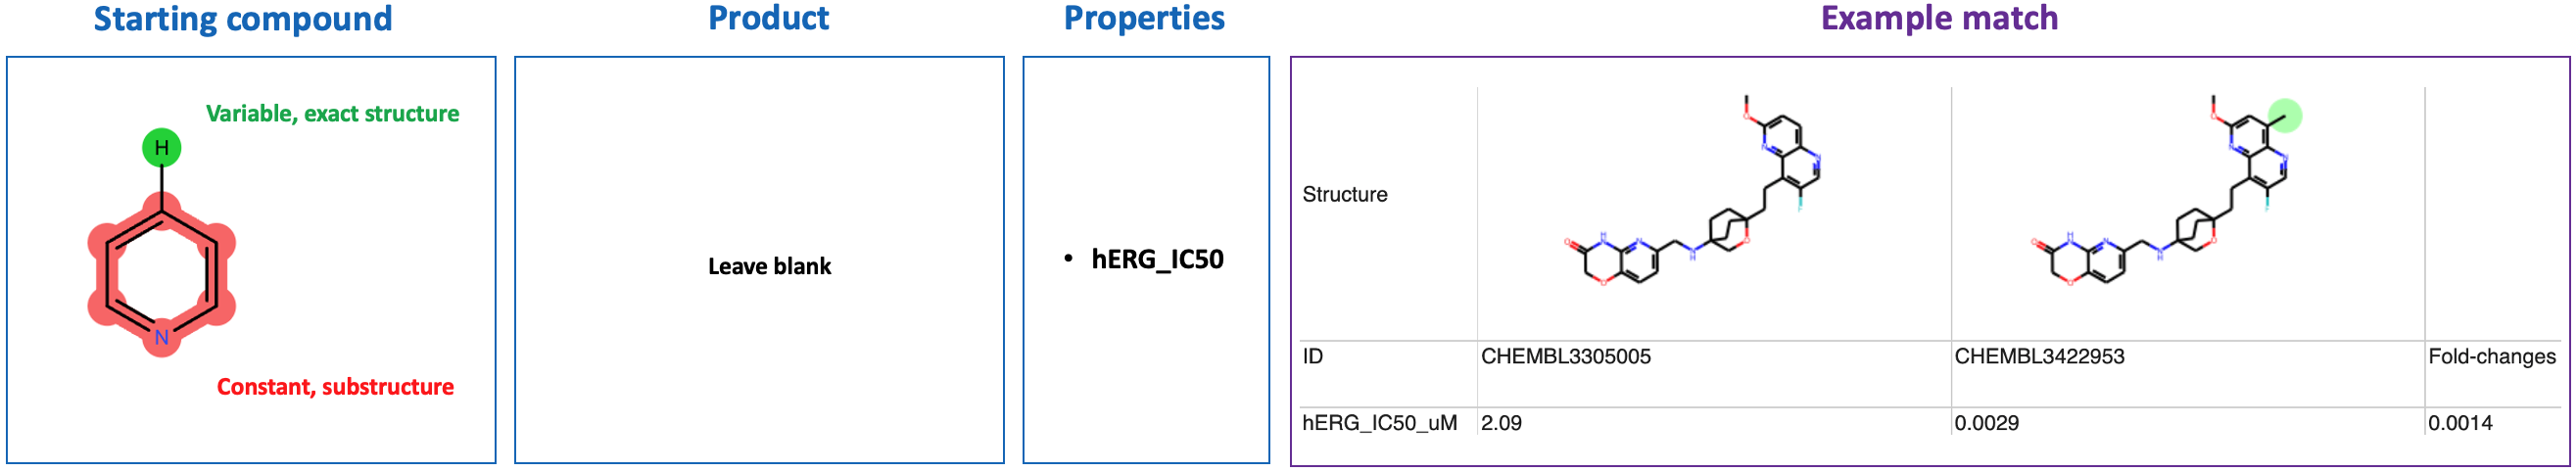 Starting compound
Product
Properties
Example match
Variable, exact structure
H
N
Constant, substructure
Leave blank
• hERG_IC50
Structure
ID
CHEMBL3305005
CHEMBL3422953
Fold-changes
hERG_IC50_uM
2.09
0.0029
0.0014